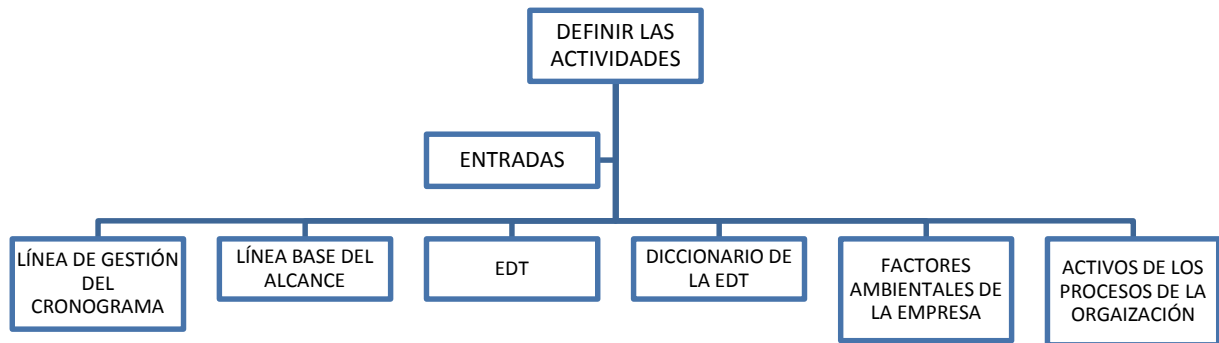 DEFINIR LAS
ACTIVIDADES
ENTRADAS
LÍNEA DE GESTIÓN
DEL
CRONOGRAMA
LÍNEA BASE DEL
ALCANCE
EDT
DICCIONARIO DE
LA EDT
FACTORES
AMBIENTALES DE
LA EMPRESA
ACTIVOS DE LOS
PROCESOS DE LA
ORGAIZACIÓN